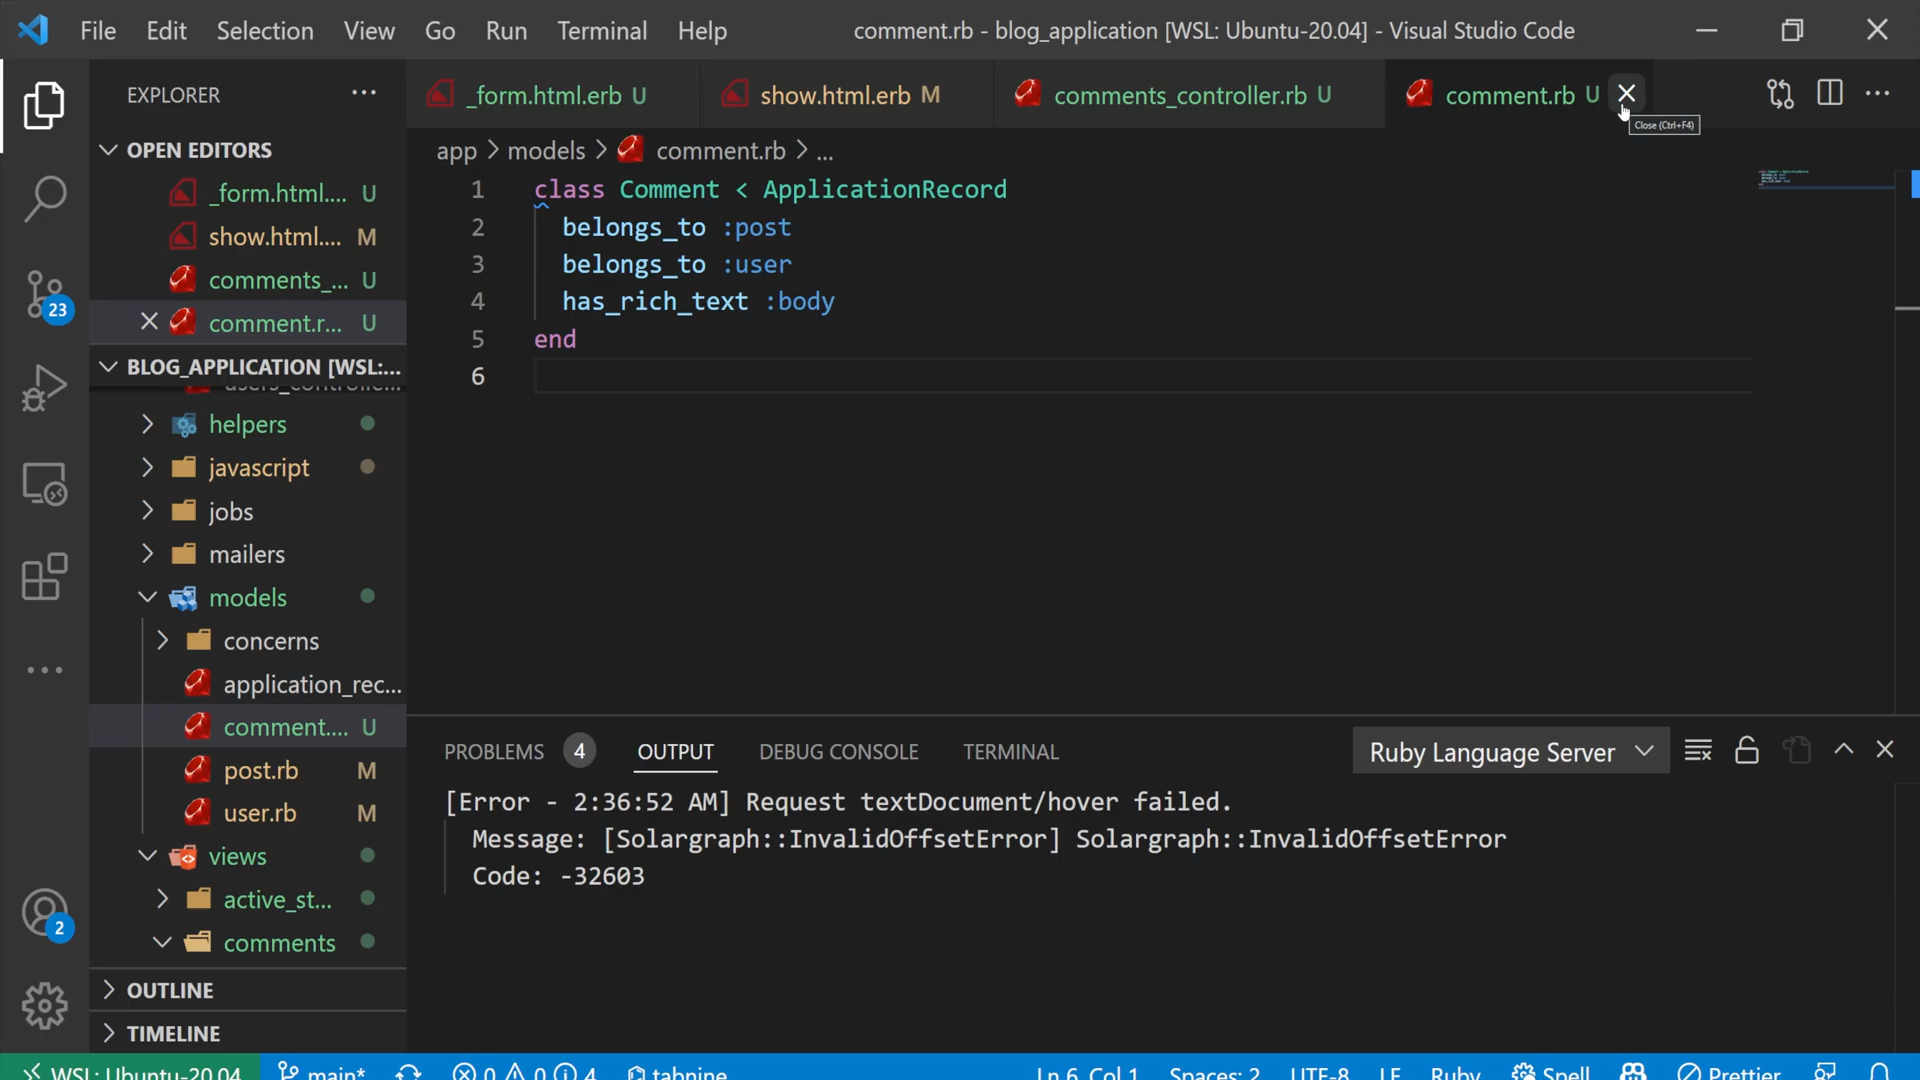 File Edit Selection View Go Run Terminal Help comment.rb - blog_application [WSL: Ubuntu-20.04] - Visual Studio Code
EXPLORER
_form.html.erb U show.html.erb M comments_controller.rb U comment.rb U
Close (Ctrl+F4)
OPEN EDITORS
_form.html.... U
show.html.... M
comments_... U
comment.r... U
BLOG_APPLICATION [WSL:...
users_controlle...
helpers
javascript
jobs
mailers
models
concerns
application_rec...
comment.... U
post.rb M
user.rb M
views
active_st...
comments
OUTLINE
TIMELINE
23
2
app > models > comment.rb > ...
1 class Comment < ApplicationRecord
2 belongs_to :post
3 belongs_to :user
4 has_rich_text :body
5 end
6
PROBLEMS 4 OUTPUT DEBUG CONSOLE TERMINAL Ruby Language Server
[Error - 2:36:52 AM] Request textDocument/hover failed.
Message: [Solargraph::InvalidOffsetError] Solargraph::InvalidOffsetError
Code: -32603
WSL: Ubuntu-20.04 main* 0 0 4 tabnine Ln 6, Col 1 Spaces: 2 UTF-8 LF Ruby Spell Prettier